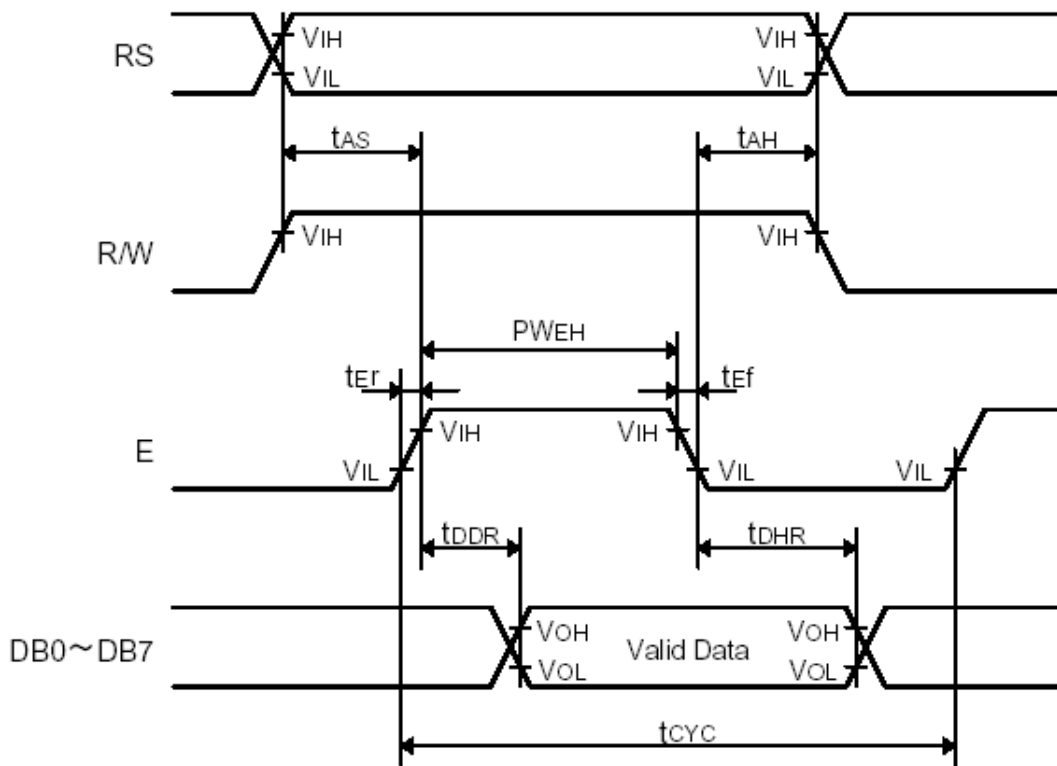 RS
VIH
VIH
VIL
VIL
tAS
tAH
R/W
VIH
VIH
PWEH
tEr
tEf
E
VIH
VIH
VIL
VIL
VIL
tDDR
tDHR
DB0～DB7
VOH
Valid Data
VOH
VOL
VOL
tCYC